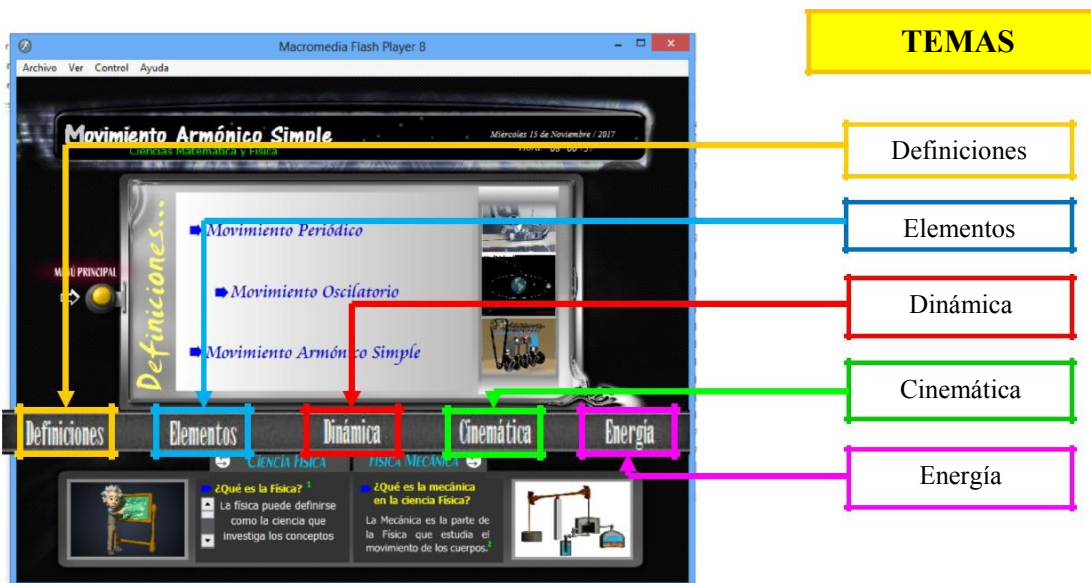 TEMAS
Macromedia Flash Player 8
Archivo Ver Control Ayuda
Movimiento Armónico Simple
Ciencias Matemática y Física
Miércoles 15 de Noviembre / 2017
Hora:
Definiciones...
Movimiento Periódico
Movimiento Oscilatorio
Movimiento Armónico Simple
MENÚ PRINCIPAL
Definiciones
Elementos
Dinámica
Cinemática
Energía
Definiciones
Elementos
Dinámica
Cinemática
Energía
CIENCIA FÍSICA
¿Qué es la Física? 1
La física puede definirse
como la ciencia que
investiga los conceptos
FÍSICA MECÁNICA
¿Qué es la mecánica
en la ciencia Física?
La Mecánica es la parte de
la Física que estudia el
movimiento de los cuerpos.2